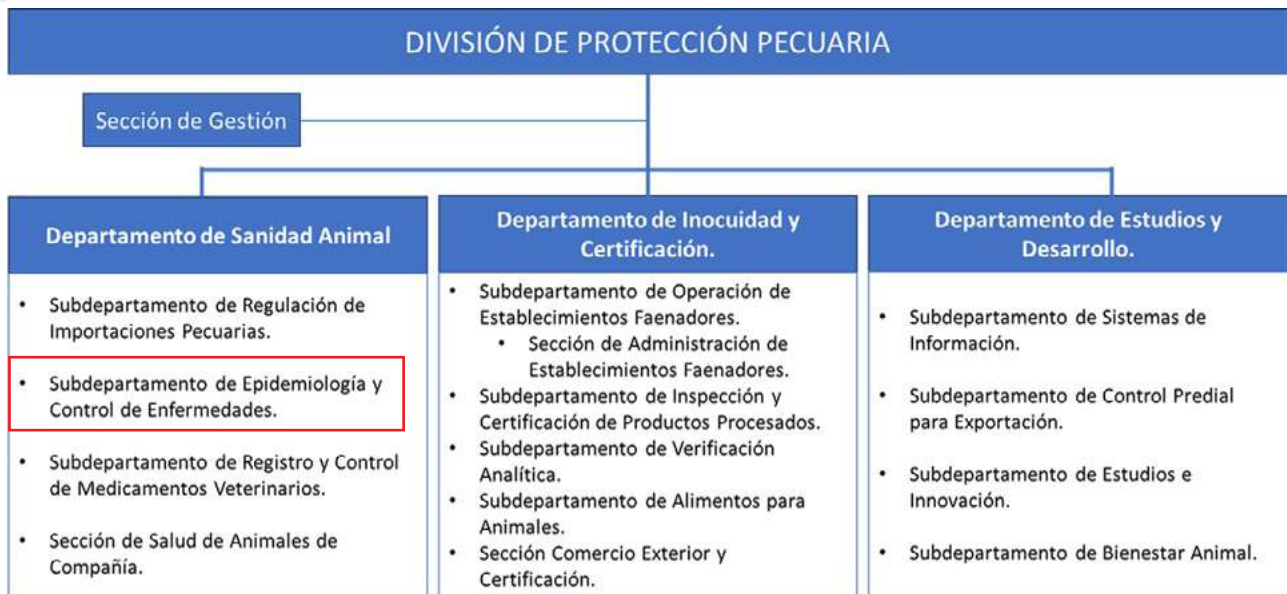 DIVISIÓN DE PROTECCIÓN PECUARIA
Sección de Gestión
Departamento de Sanidad Animal
• Subdepartamento de Regulación de
Importaciones Pecuarias.
• Subdepartamento de Epidemiología y
Control de Enfermedades.
• Subdepartamento de Registro y Control
de Medicamentos Veterinarios.
• Sección de Salud de Animales de
Compañía.
Departamento de Inocuidad y
Certificación.
• Subdepartamento de Operación de
Establecimientos Faenadores.
• Sección de Administración de
Establecimientos Faenadores.
• Subdepartamento de Inspección y
Certificación de Productos Procesados.
• Subdepartamento de Verificación
Analítica.
• Subdepartamento de Alimentos para
Animales.
• Sección Comercio Exterior y
Certificación.
Departamento de Estudios y
Desarrollo.
• Subdepartamento de Sistemas de
Información.
• Subdepartamento de Control Predial
para Exportación.
• Subdepartamento de Estudios e
Innovación.
• Subdepartamento de Bienestar Animal.